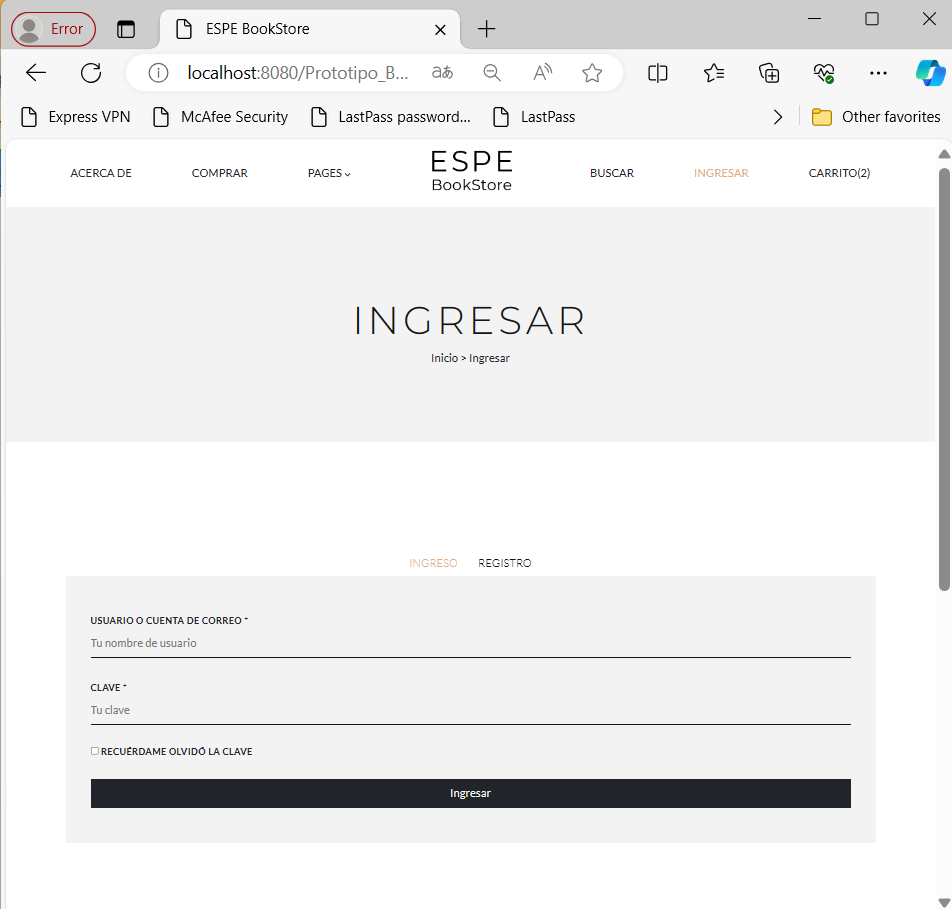 Error
ESPE BookStore
localhost:8080/Prototipo_B...
Express VPN
McAfee Security
LastPass password...
LastPass
Other favorites
ACERCA DE
COMPRAR
PAGES
ESPE
BookStore
BUSCAR
INGRESAR
CARRITO(2)
INGRESAR
Inicio > Ingresar
INGRESO
REGISTRO
USUARIO O CUENTA DE CORREO *
Tu nombre de usuario
CLAVE *
Tu clave
RECUÉRDAME OLVIDÓ LA CLAVE
Ingresar